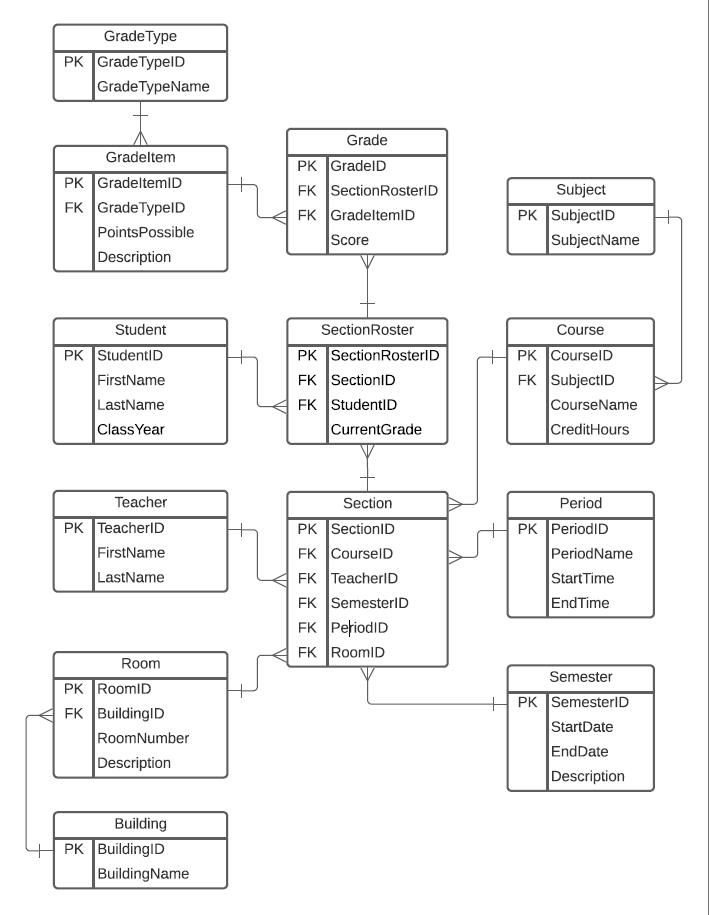 GradeType
PK GradeTypeID
GradeTypeName
GradeItem
PK GradeItemID
FK GradeTypeID
PointsPossible
Description
Grade
PK GradeID
FK SectionRosterID
FK GradeItemID
Score
Subject
PK SubjectID
SubjectName
Student
PK StudentID
FirstName
LastName
ClassYear
SectionRoster
PK SectionRosterID
FK SectionID
FK StudentID
CurrentGrade
Course
PK CourseID
FK SubjectID
CourseName
CreditHours
Teacher
PK TeacherID
FirstName
LastName
Section
PK SectionID
FK CourseID
FK TeacherID
FK SemesterID
FK PeriodID
FK RoomID
Period
PK PeriodID
PeriodName
StartTime
EndTime
Room
PK RoomID
FK BuildingID
RoomNumber
Description
Semester
PK SemesterID
StartDate
EndDate
Description
Building
PK BuildingID
BuildingName